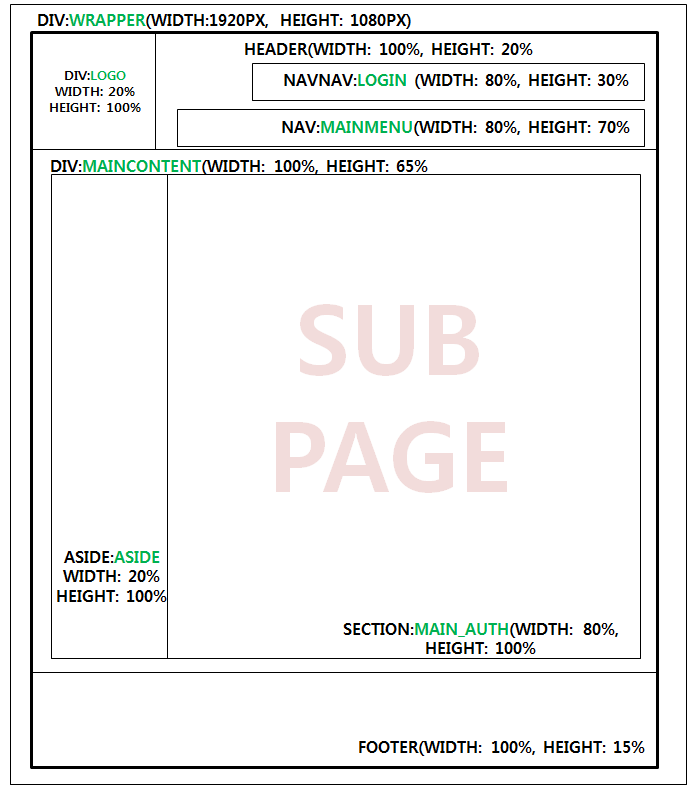 DIV:WRAPPER(WIDTH:1920PX, HEIGHT: 1080PX)
HEADER(WIDTH: 100%, HEIGHT: 20%
DIV:LOGO
WIDTH: 20%
HEIGHT: 100%
NAVNAV:LOGIN (WIDTH: 80%, HEIGHT: 30%
NAV:MAINMENU(WIDTH: 80%, HEIGHT: 70%
DIV:MAINCONTENT(WIDTH: 100%, HEIGHT: 65%
SUB
PAGE
ASIDE:ASIDE
WIDTH: 20%
HEIGHT: 100%
SECTION:MAIN_AUTH(WIDTH: 80%,
HEIGHT: 100%
FOOTER(WIDTH: 100%, HEIGHT: 15%